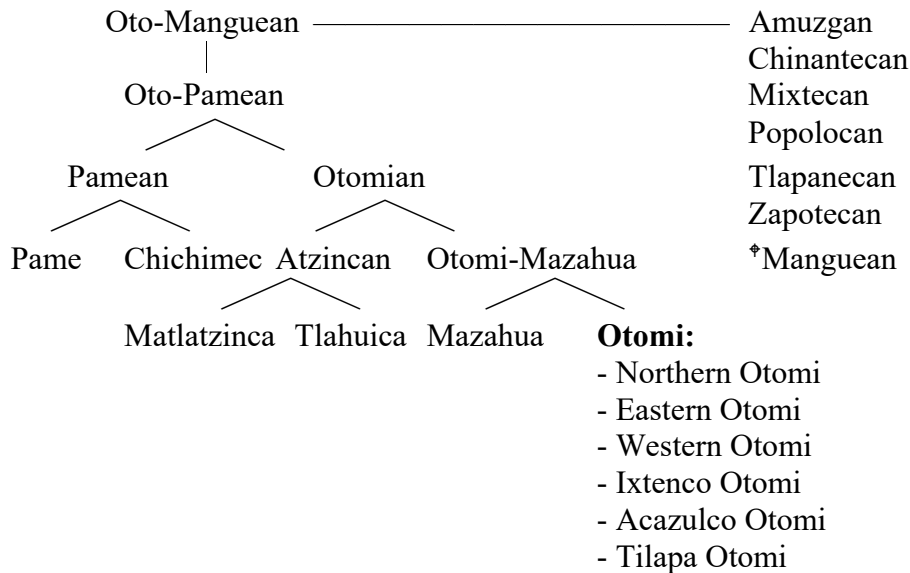 Oto-Manguean Amuzgan
Chinantecan
Oto-Pamean Mixtecan
Popolocan
Pamean Otomian Tlapanecan
Zapotecan
Pame Chichimec Atzincan Otomi-Mazahua †Manguean
Matlatzinca Tlahuica Mazahua Otomi:
- Northern Otomi
- Eastern Otomi
- Western Otomi
- Ixtenco Otomi
- Acazulco Otomi
- Tilapa Otomi